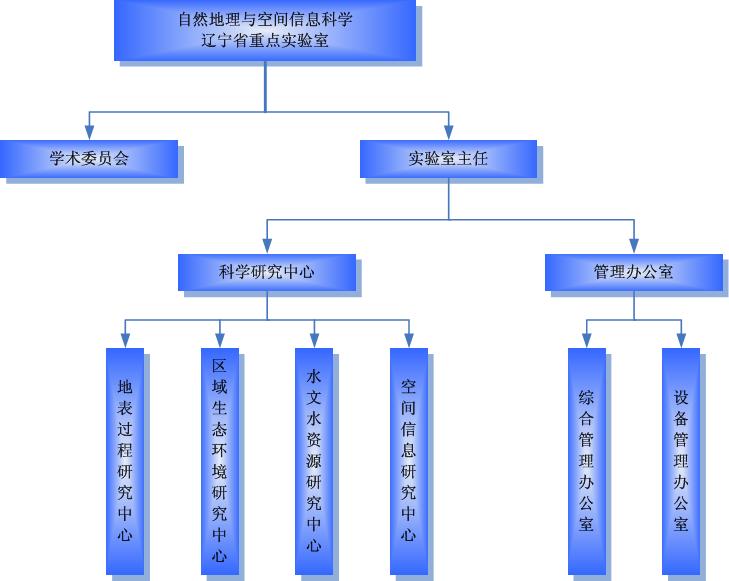 自然地理与空间信息科学
辽宁省重点实验室
学术委员会
实验室主任
科学研究中心
管理办公室
地表过程研究中心
区域生态环境研究中心
水文水资源研究中心
空间信息研究中心
综合管理办公室
设备管理办公室